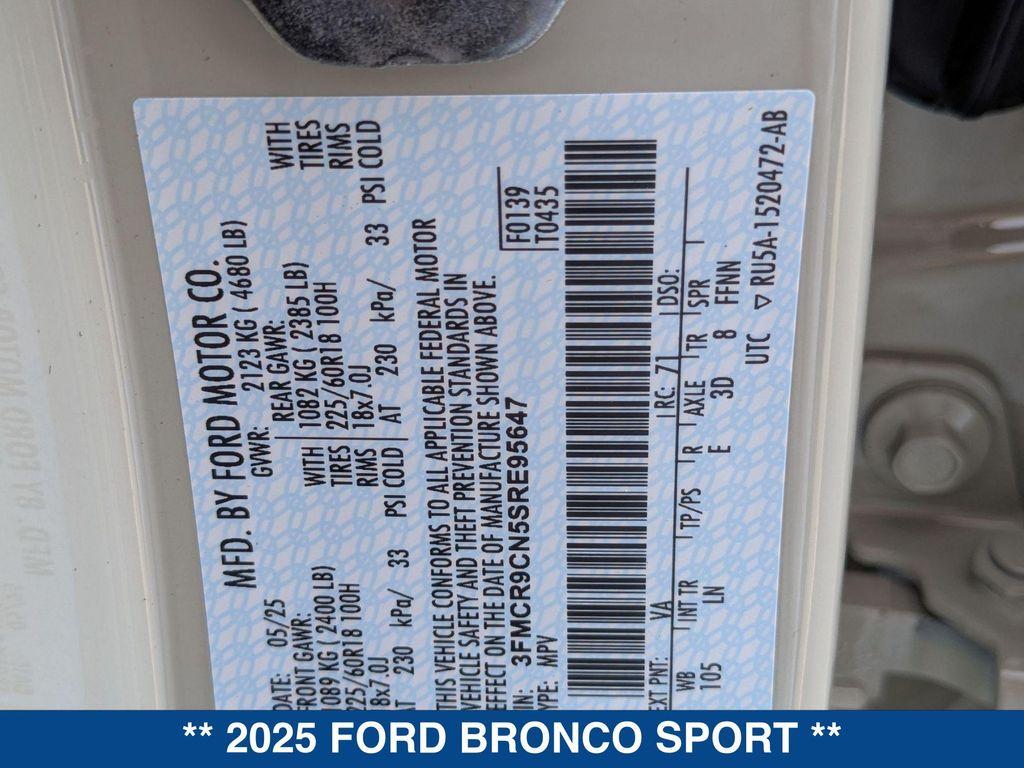 MFD. BY FORD MOTOR CO.
DATE: 05/25 GVWR: 2123 KG ( 4680 LB)
FRONT GAWR: REAR GAWR:
1089 KG ( 2400 LB) WITH 1082 KG ( 2385 LB) WITH
225/60R18 100H TIRES 225/60R18 100H TIRES
18x7.0J RIMS 18x7.0J RIMS
AT 230 kPa/ 33 PSI COLD AT 230 kPa/ 33 PSI COLD
THIS VEHICLE CONFORMS TO ALL APPLICABLE FEDERAL MOTOR
VEHICLE SAFETY AND THEFT PREVENTION STANDARDS IN
EFFECT ON THE DATE OF MANUFACTURE SHOWN ABOVE.
VIN: 3FMCR9CN5SRE95647 F0139
TYPE: MPV T0435
EXT PNT: YA RC: 71 DSO:
WB INT TR TP/PS R AXLE TR SPR
105 LN E 3D 8 FFNN
UTC ▽ RU5A-1520472-AB
** 2025 FORD BRONCO SPORT **